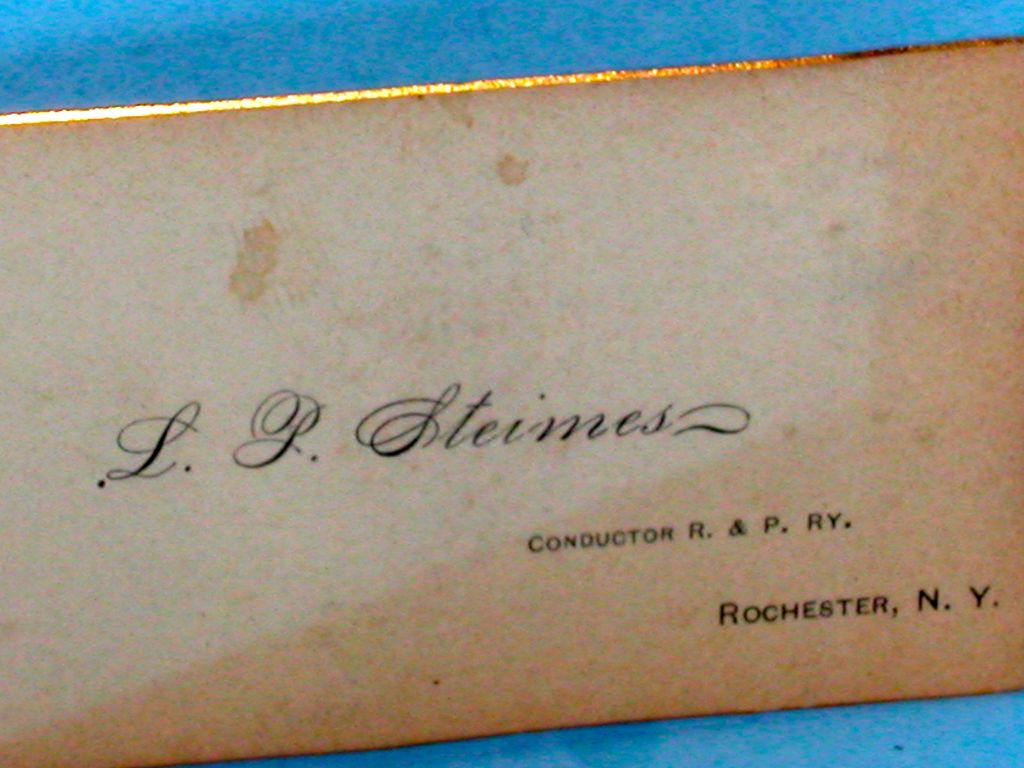 L. P. Steimes
CONDUCTOR R. & P. RY.
ROCHESTER, N. Y.